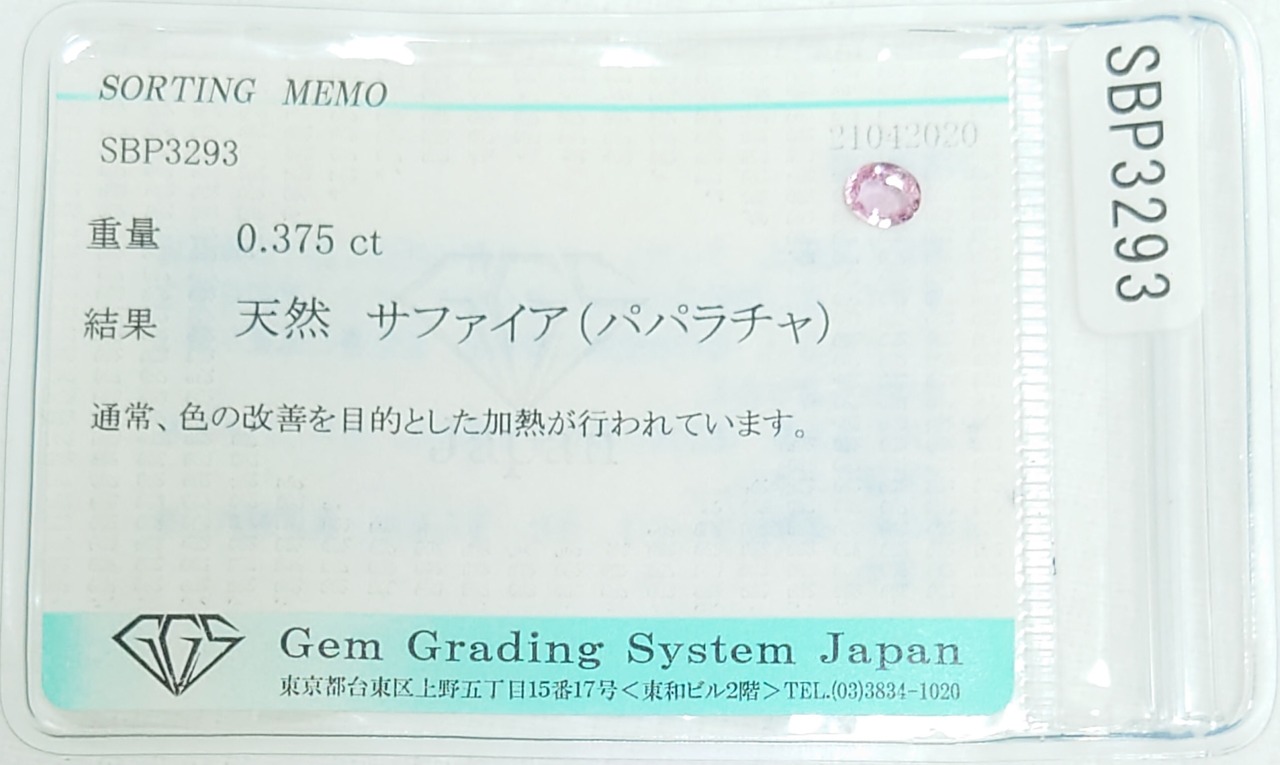 SORTING MEMO
21042020
SBP3293
重量 0.375 ct
結果 天然 サファイア(パパラチャ)
通常、色の改善を目的とした加熱が行われています。
GGS
Gem Grading System Japan
東京都台東区上野五丁目15番17号<東和ビル2階>TEL.(03)3834-1020
SBP3293